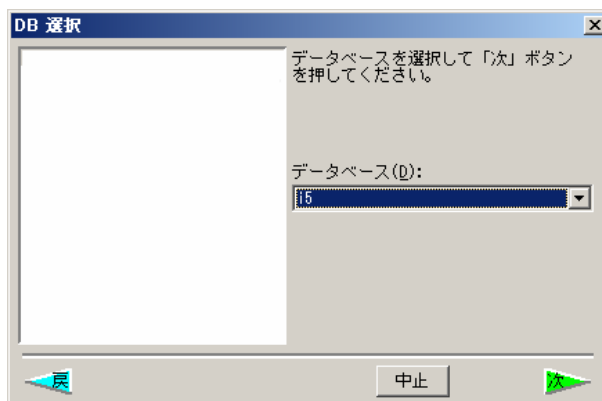 DB 選択
データベースを選択して「次」ボタン
を押してください。
データベース(D):
i5
戻
中止
次